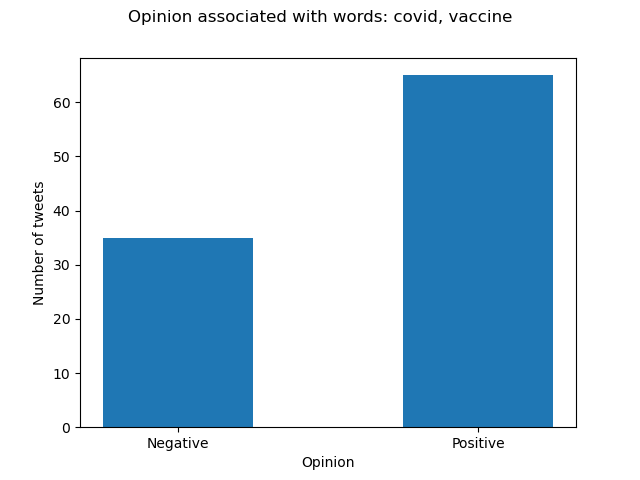 Opinion associated with words: covid, vaccine
Number of tweets
60
50
40
30
20
10
0
Negative
Positive
Opinion